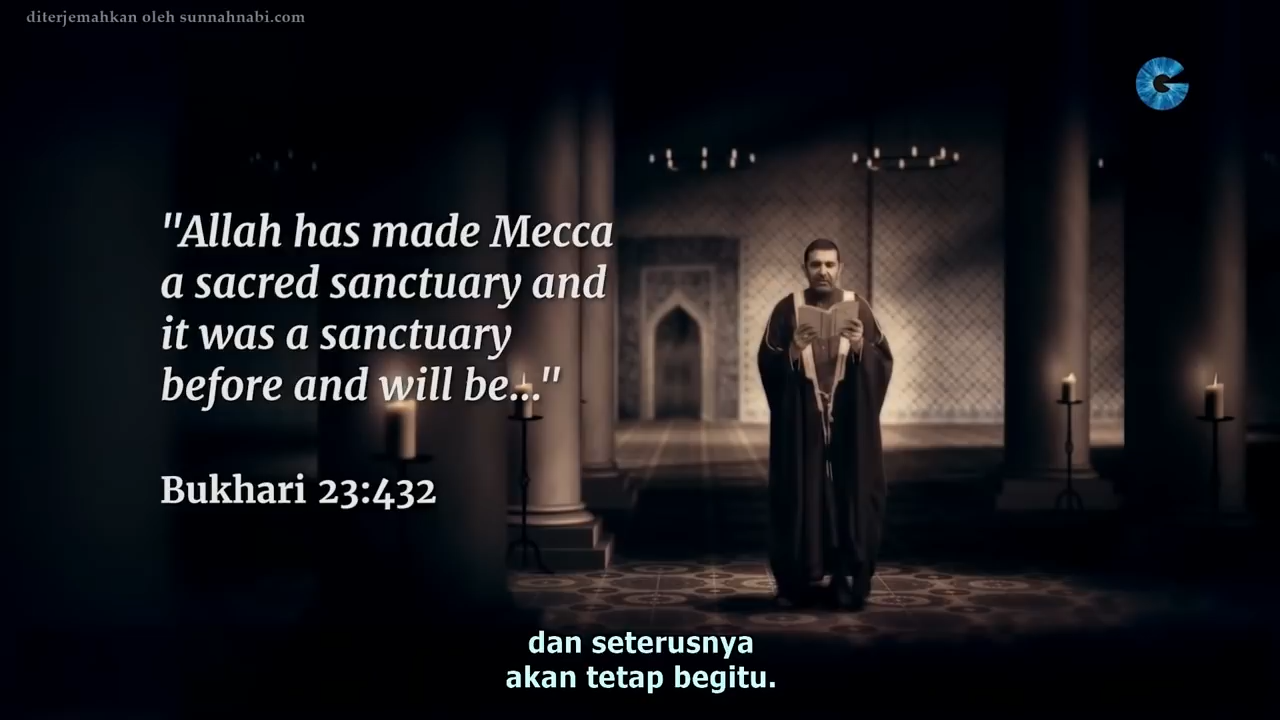 diterjemahkan oleh sunnahnabi.com
"Allah has made Mecca
a sacred sanctuary and
it was a sanctuary
before and will be..."
Bukhari 23:432
dan seterusnya
akan tetap begitu.